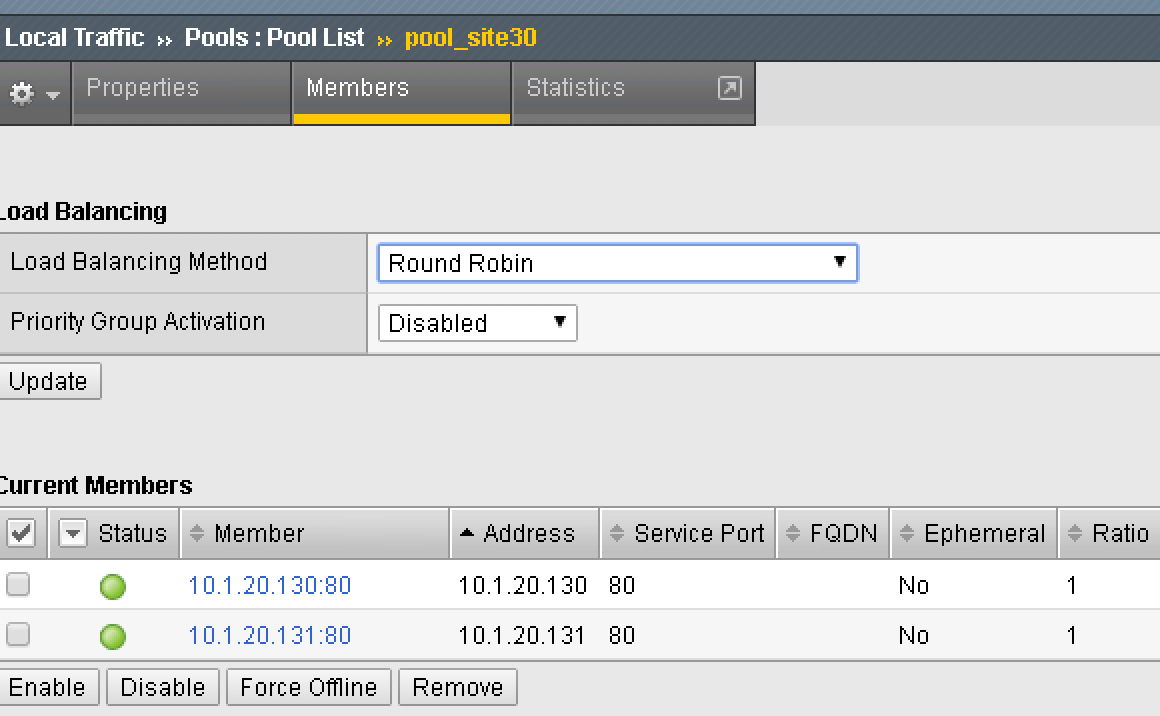 Local Traffic ›› Pools : Pool List ›› pool_site30
Properties Members Statistics
Load Balancing
Load Balancing Method Round Robin
Priority Group Activation Disabled
Update
Current Members
Status Member Address Service Port FQDN Ephemeral Ratio
10.1.20.130:80 10.1.20.130 80 No 1
10.1.20.131:80 10.1.20.131 80 No 1
Enable Disable Force Offline Remove